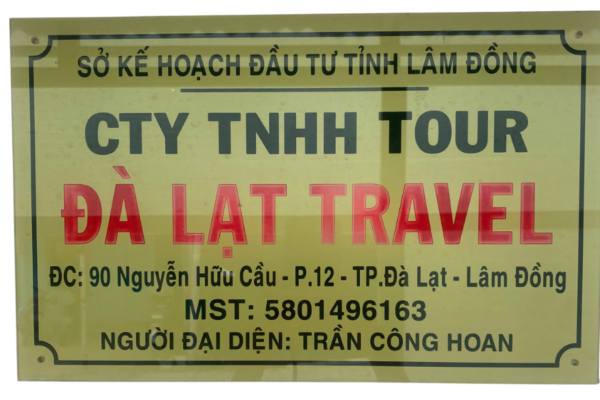 SỞ KẾ HOẠCH ĐẦU TƯ TỈNH LÂM ĐỒNG
CTY TNHH TOUR
ĐÀ LẠT TRAVEL
ĐC: 90 Nguyễn Hữu Cầu - P.12 - TP.Đà Lạt - Lâm Đồng
MST: 5801496163
NGƯỜI ĐẠI DIỆN: TRẦN CÔNG HOAN